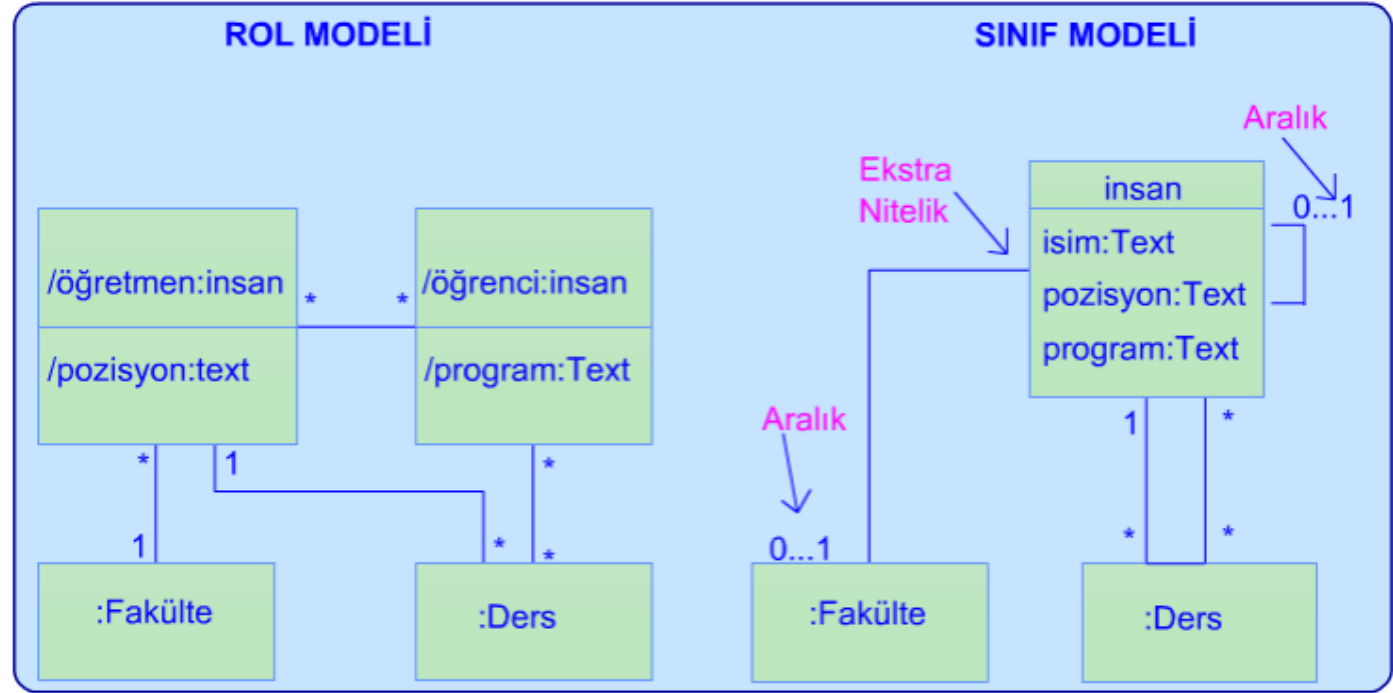 ROL MODELİ
/öğretmen:insan
/pozisyon:text
*
*
/öğrenci:insan
/program:Text
*
1
1
*
*
*
:Fakülte
:Ders
SINIF MODELİ
Aralık
0...1
Ekstra
Nitelik
insan
isim:Text
pozisyon:Text
program:Text
Aralık
0...1
1
*
*
*
:Fakülte
:Ders